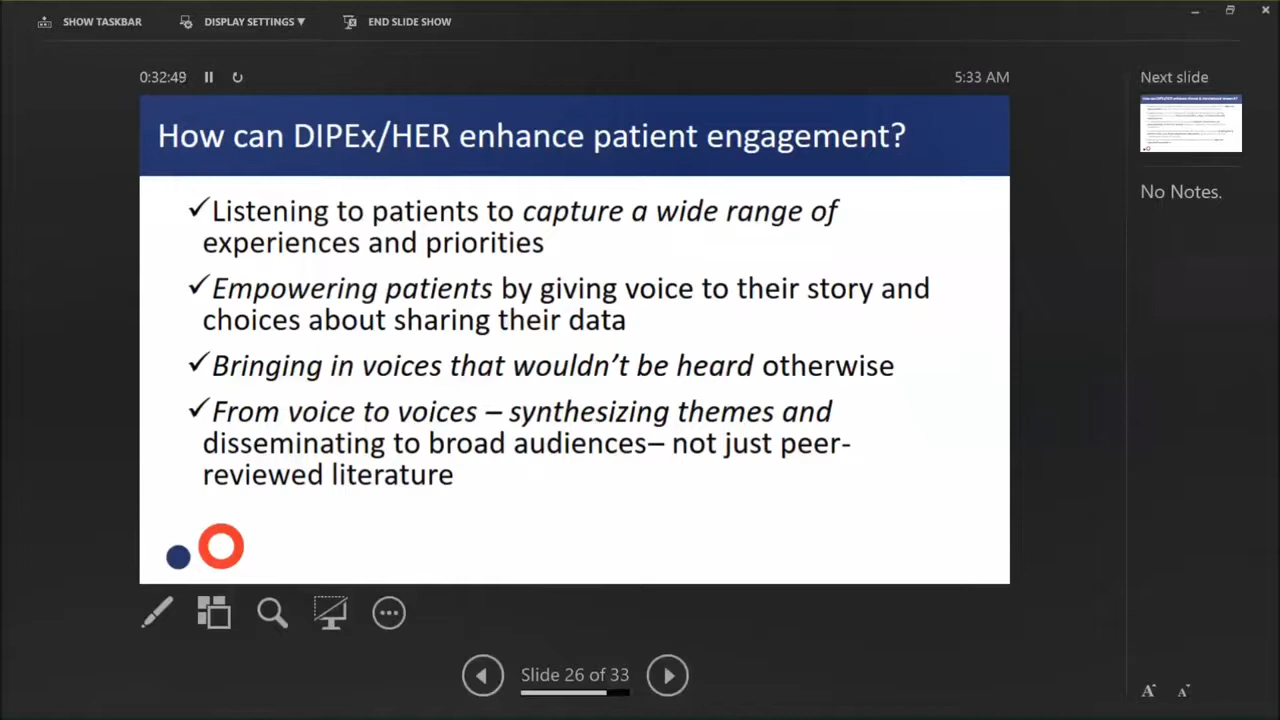 SHOW TASKBAR DISPLAY SETTINGS ▼ END SLIDE SHOW
0:32:49 5:33 AM
How can DIPEx/HER enhance patient engagement?
✓Listening to patients to capture a wide range of
experiences and priorities
✓Empowering patients by giving voice to their story and
choices about sharing their data
✓Bringing in voices that wouldn’t be heard otherwise
✓From voice to voices – synthesizing themes and
disseminating to broad audiences– not just peer-
reviewed literature
Slide 26 of 33
Next slide
No Notes.
A A